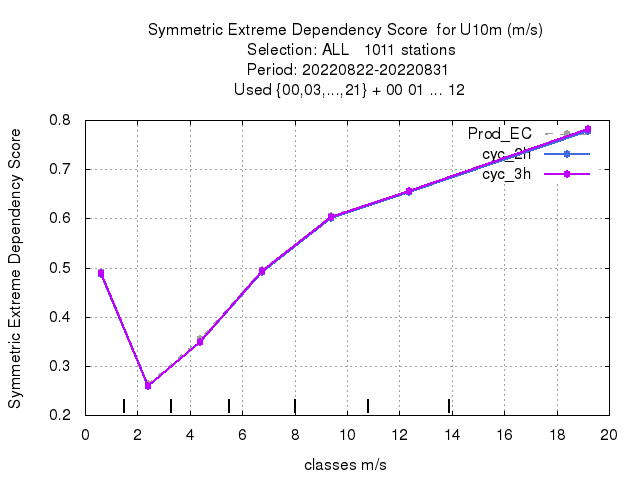 Symmetric Extreme Dependency Score for U10m (m/s)
Selection: ALL 1011 stations
Period: 20220822-20220831
Used {00,03,...,21} + 00 01 ... 12
Symmetric Extreme Dependency Score
0.8
0.7
0.6
0.5
0.4
0.3
0.2
Prod_EC
cyc_2h
cyc_3h
0 2 4 6 8 10 12 14 16 18 20
classes m/s